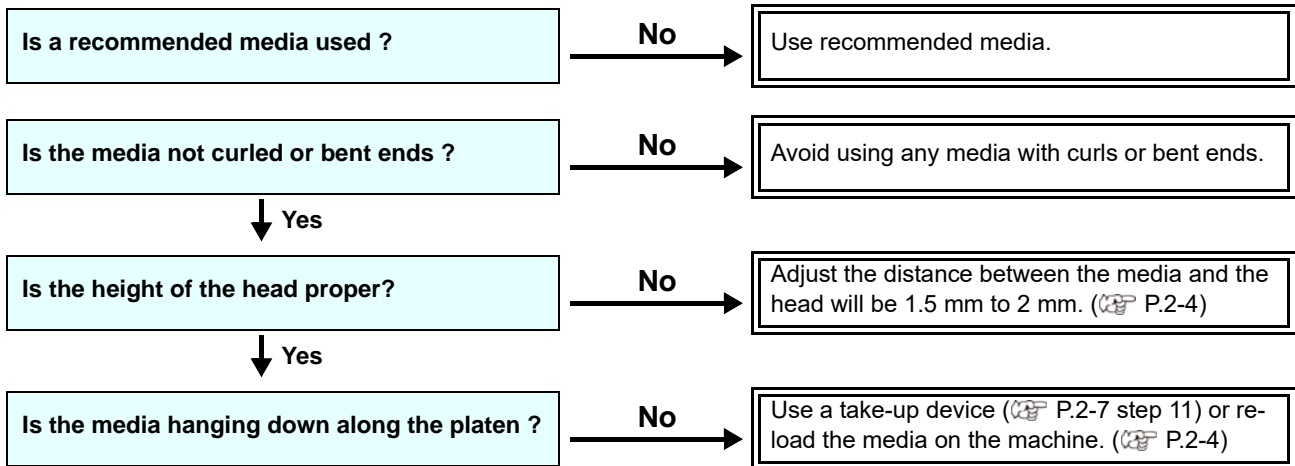 Is a recommended media used ?
No
Use recommended media.
Is the media not curled or bent ends ?
No
Avoid using any media with curls or bent ends.
Yes
Is the height of the head proper?
No
Adjust the distance between the media and the
head will be 1.5 mm to 2 mm. ( P.2-4)
Yes
Is the media hanging down along the platen ?
No
Use a take-up device ( P.2-7 step 11) or re-
load the media on the machine. ( P.2-4)